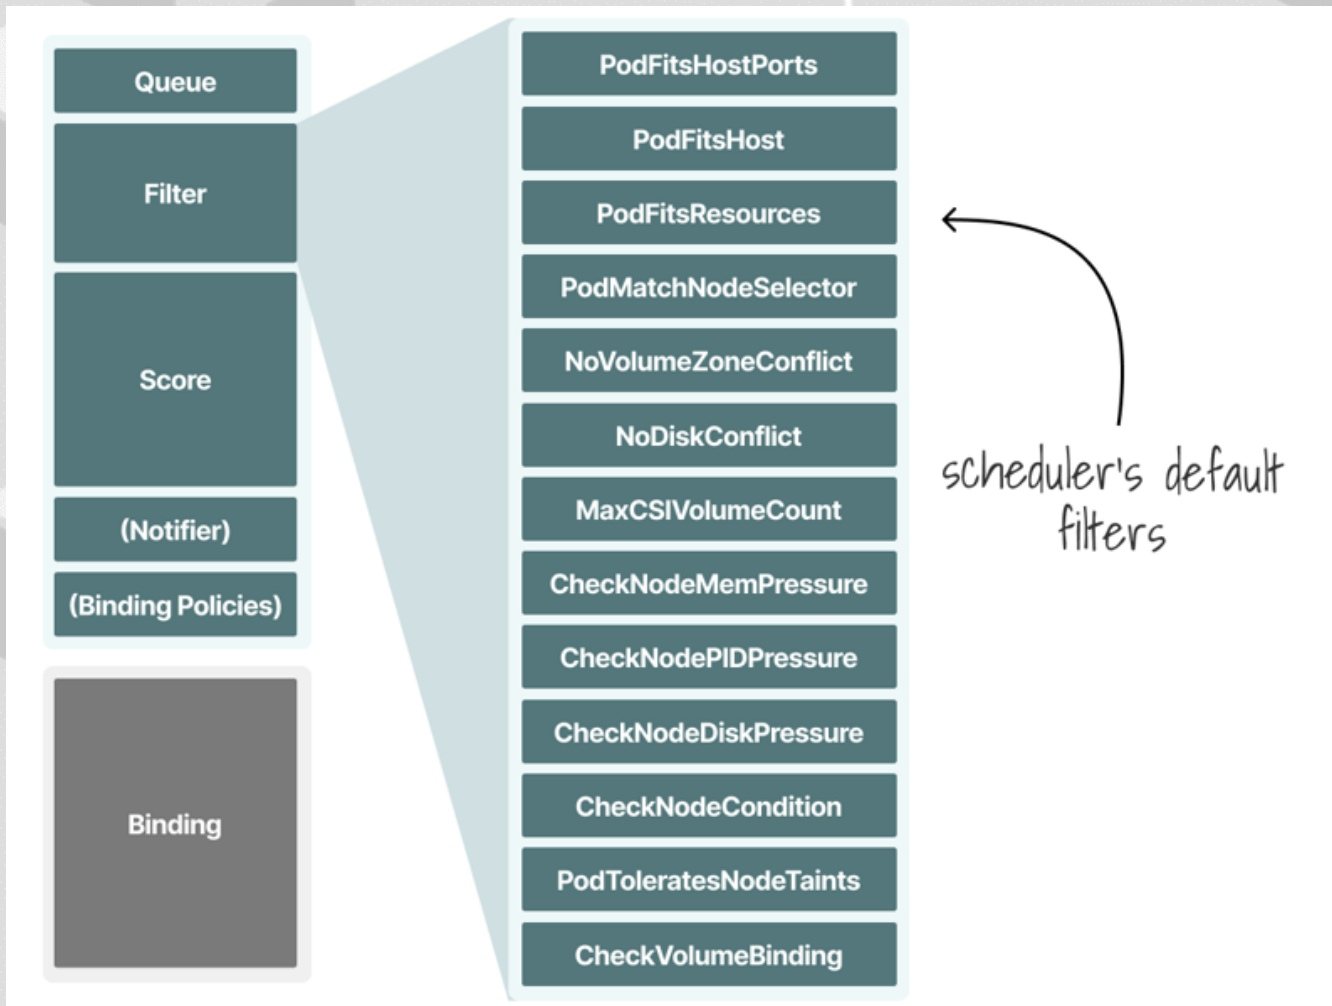 Queue
Filter
Score
(Notifier)
(Binding Policies)
Binding
PodFitsHostPorts
PodFitsHost
PodFitsResources
PodMatchNodeSelector
NoVolumeZoneConflict
NoDiskConflict
MaxCSIVolumeCount
CheckNodeMemPressure
CheckNodePIDPressure
CheckNodeDiskPressure
CheckNodeCondition
PodToleratesNodeTaints
CheckVolumeBinding
scheduler's default
filters